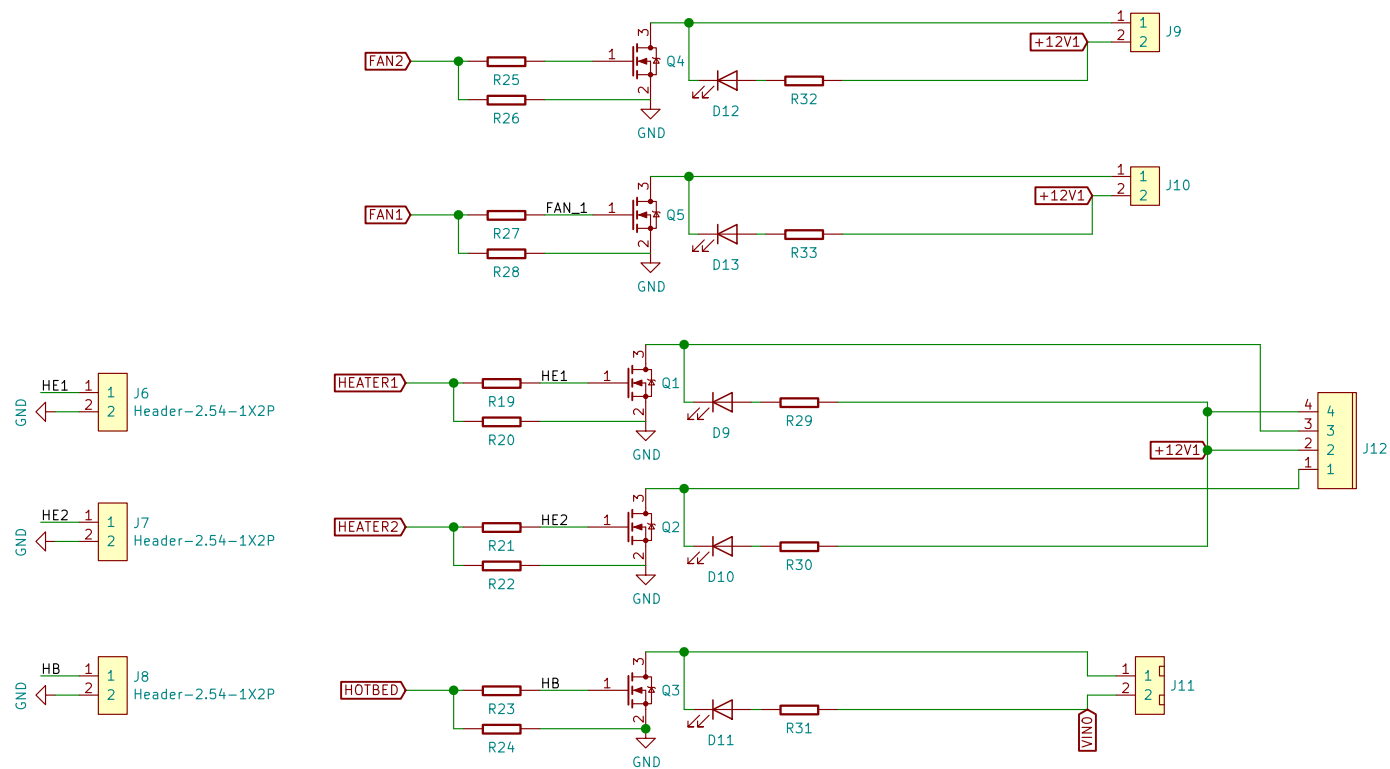 3
1 1
J9
+12V1 2 2
FAN2 1 Q4
R25
2
R32
R26 D12
GND
3
1 1
J10
+12V1 2 2
FAN1 FAN_1 1 Q5
R27
2
R33
R28 D13
GND
3
HE1 1 1 J6
GND 2 2 Header-2.54-1X2P
HEATER1 HE1 1 Q1
R19
2
R29
R20 D9
GND
4 4
3 3
+12V1 2 2 J12
1 1
3
HE2 1 1 J7
GND 2 2 Header-2.54-1X2P
HEATER2 HE2 1 Q2
R21
2
R30
R22 D10
GND
3
HB 1 1 J8
GND 2 2 Header-2.54-1X2P
HOTBED HB 1 Q3
R23
2
R31
R24 D11
GND
1 1
J11
2 2
VIN0